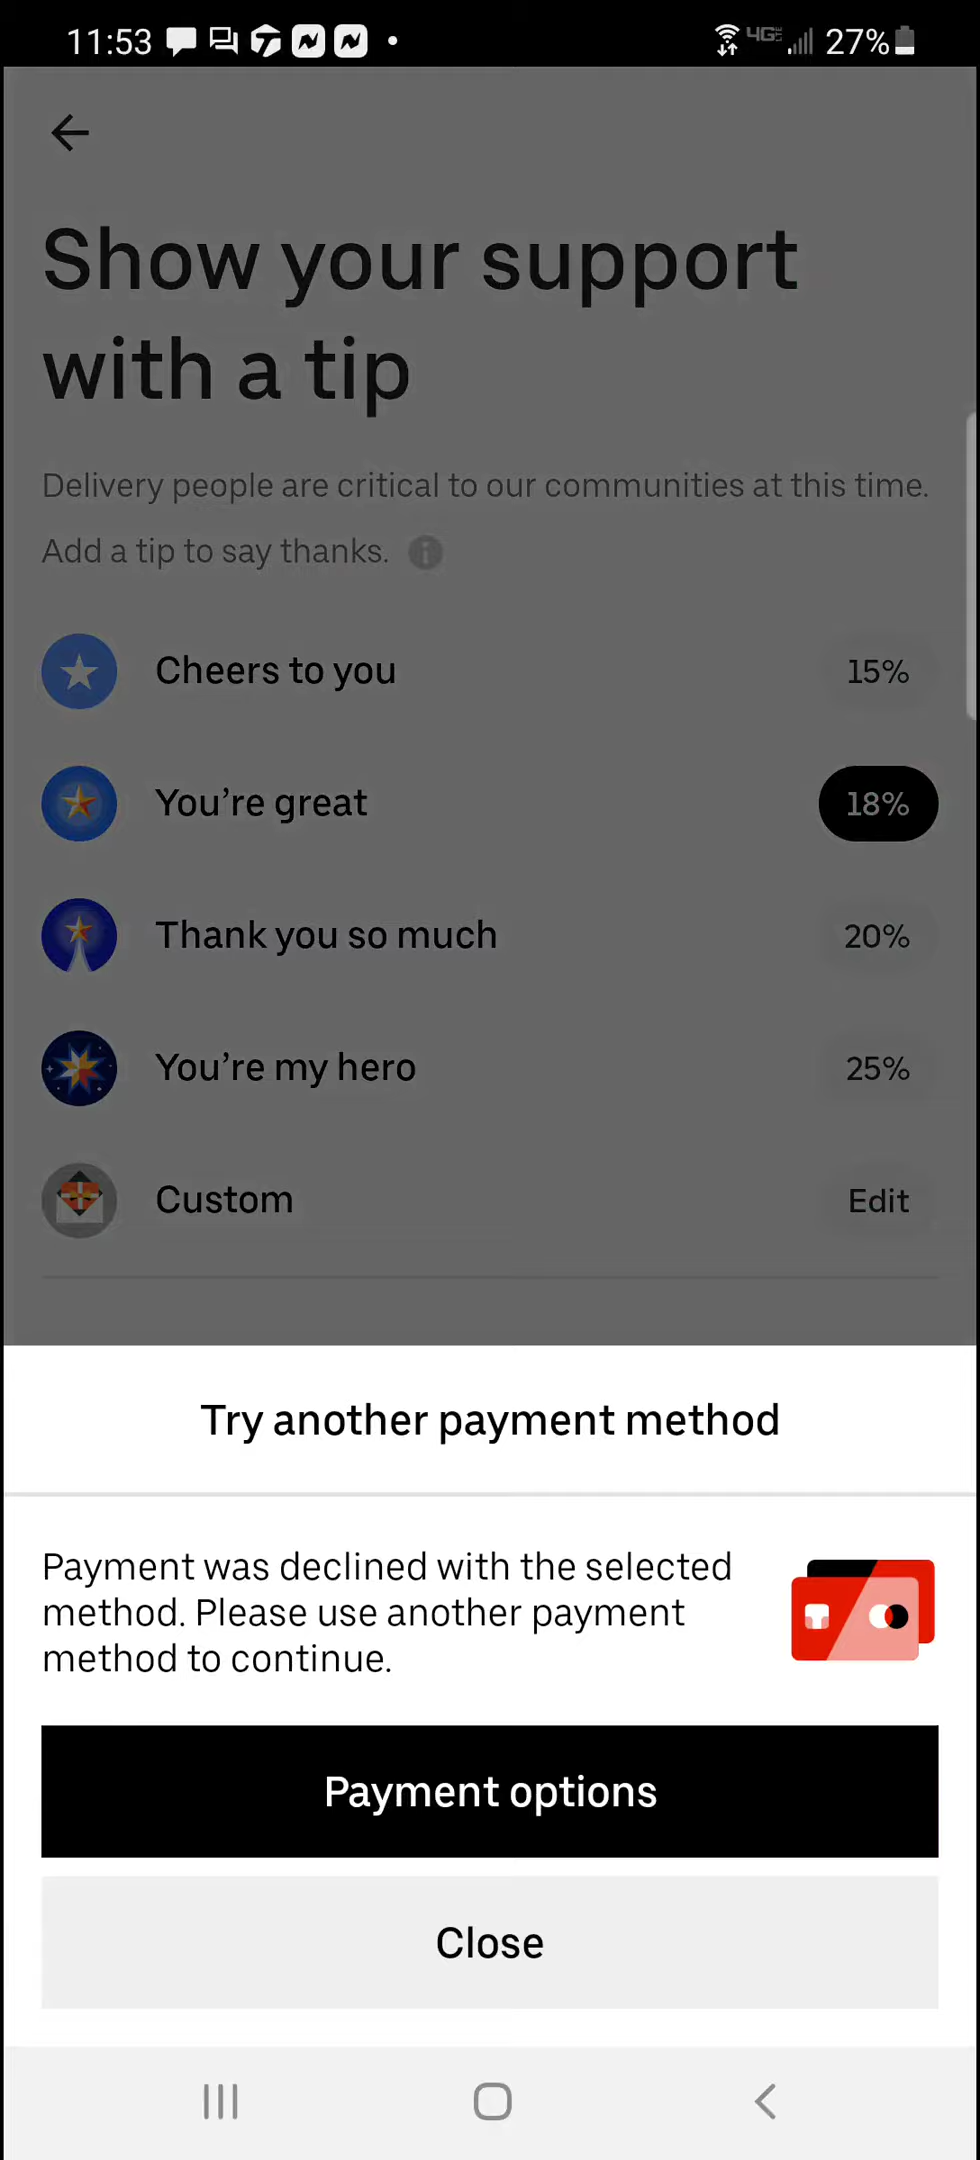 11:53 4G 27%
Show your support
with a tip
Delivery people are critical to our communities at this time.
Add a tip to say thanks.
Cheers to you 15%
You’re great 18%
Thank you so much 20%
You’re my hero 25%
Custom Edit
Try another payment method
Payment was declined with the selected
method. Please use another payment
method to continue.
Payment options
Close